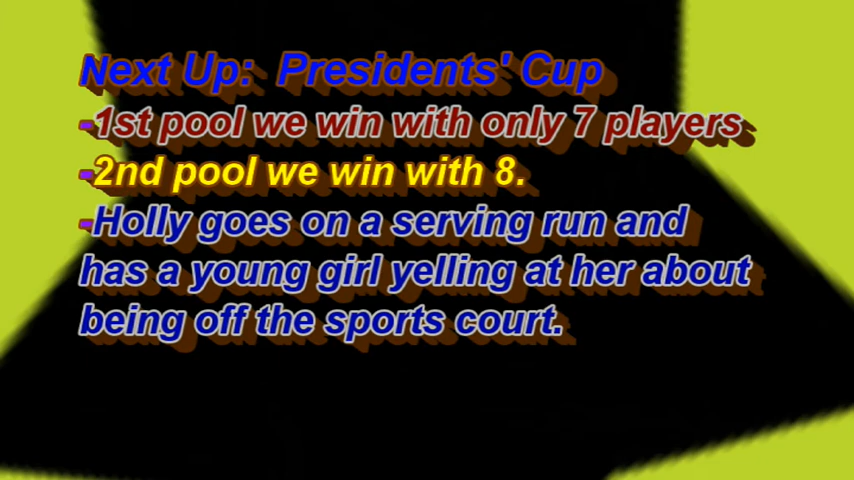 Next Up:  Presidents' Cup
-1st pool we win with only 7 players
-2nd pool we win with 8.
-Holly goes on a serving run and
has a young girl yelling at her about
being off the sports court.